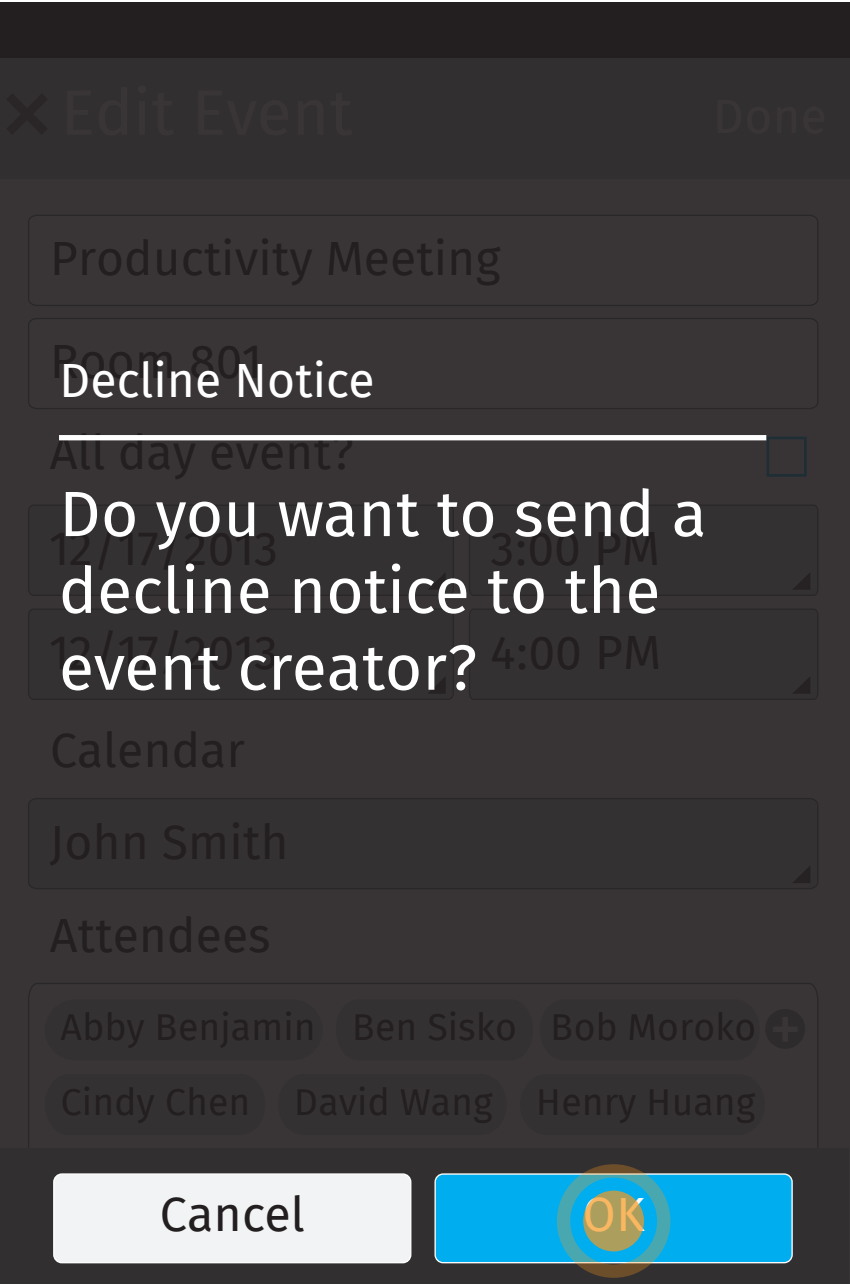 Edit Event
Done
Productivity Meeting
Room 801
Decline Notice
All day event?
Do you want to send a
decline notice to the
event creator?
12/17/2013 3:00 PM
12/17/2013 4:00 PM
Calendar
John Smith
Attendees
Abby Benjamin Ben Sisko Bob Moroko
Cindy Chen David Wang Henry Huang
Cancel OK